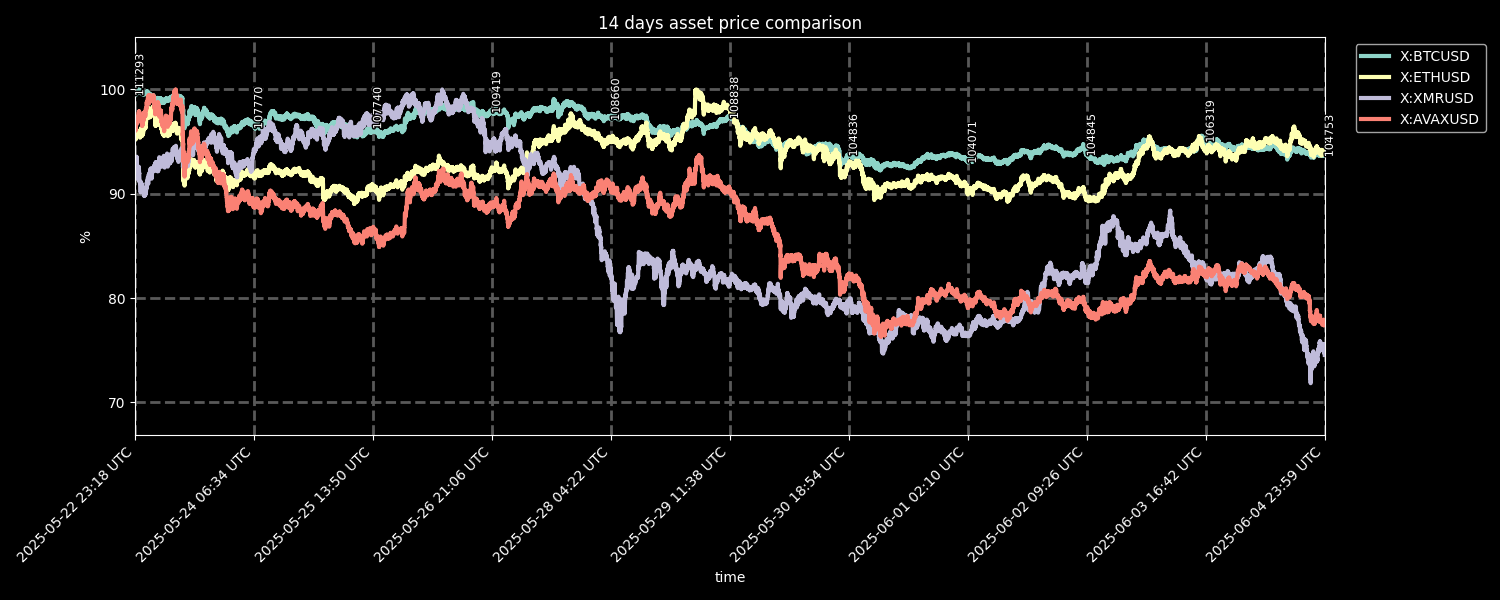 14 days asset price comparison
X:BTCUSD
X:ETHUSD
X:XMRUSD
X:AVAXUSD
%
100
90
80
70
111293
107770
107740
109419
108660
108838
104836
104071
104845
106319
104753
2025-05-22 23:18 UTC
2025-05-24 06:34 UTC
2025-05-25 13:50 UTC
2025-05-26 21:06 UTC
2025-05-28 04:22 UTC
2025-05-29 11:38 UTC
2025-05-30 18:54 UTC
2025-06-01 02:10 UTC
2025-06-02 09:26 UTC
2025-06-03 16:42 UTC
2025-06-04 23:59 UTC
time